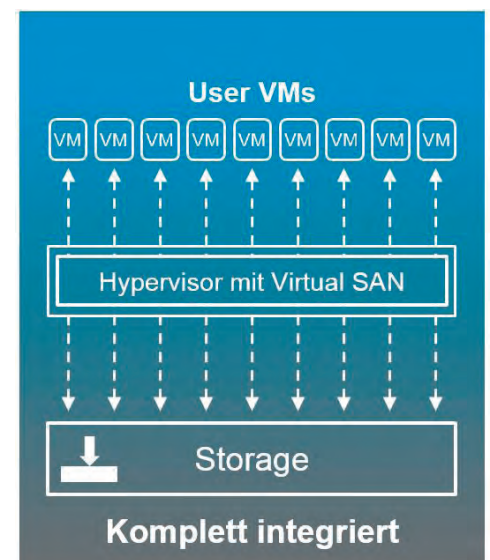 User VMs
VM VM VM VM VM VM VM VM VM
Hypervisor mit Virtual SAN
Storage
Komplett integriert